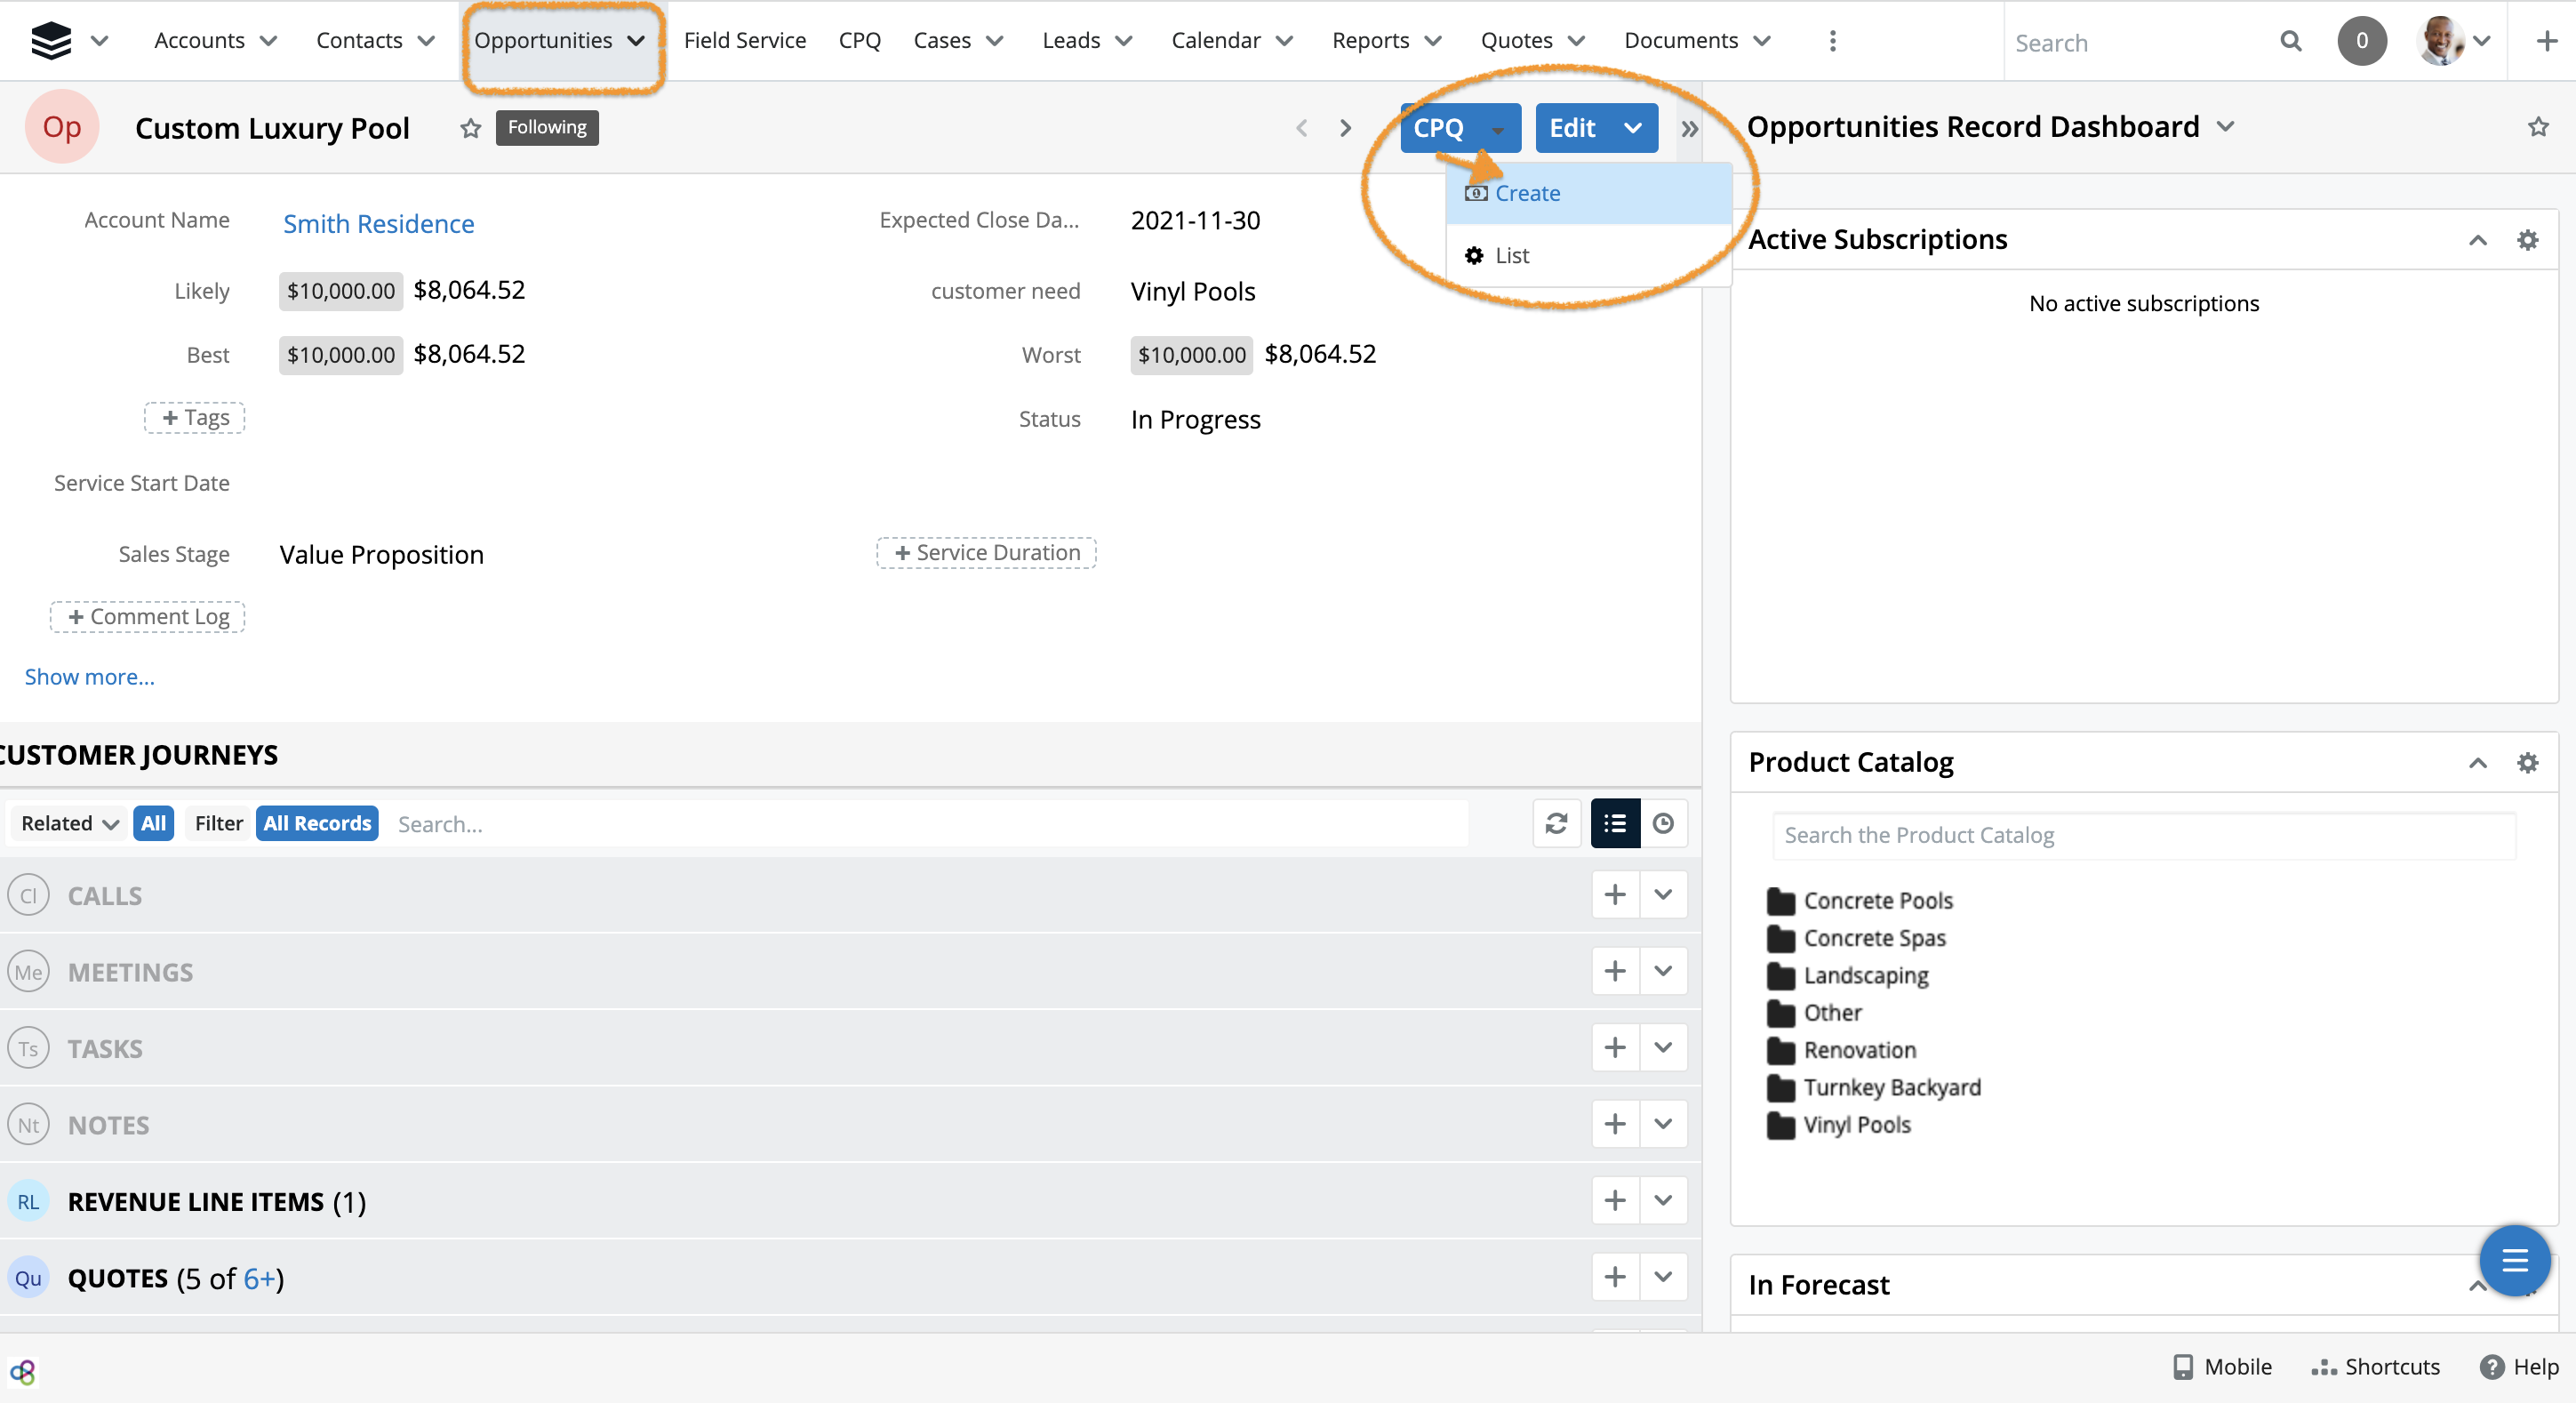 Accounts Contacts Opportunities Field Service CPQ Cases Leads Calendar Reports Quotes Documents Search 0
Op Custom Luxury Pool Following CPQ Edit Opportunities Record Dashboard
Create
List
Account Name Smith Residence Expected Close Da... 2021-11-30
Likely $10,000.00 $8,064.52 customer need Vinyl Pools
Best $10,000.00 $8,064.52 Worst $10,000.00 $8,064.52
+ Tags Status In Progress
Service Start Date
Sales Stage Value Proposition + Service Duration
+ Comment Log
Show more...
Active Subscriptions
No active subscriptions
CUSTOMER JOURNEYS
Related All Filter All Records Search...
Cl CALLS
Me MEETINGS
Ts TASKS
Nt NOTES
RL REVENUE LINE ITEMS (1)
Qu QUOTES (5 of 6+)
Product Catalog
Search the Product Catalog
Concrete Pools
Concrete Spas
Landscaping
Other
Renovation
Turnkey Backyard
Vinyl Pools
In Forecast
Mobile Shortcuts Help